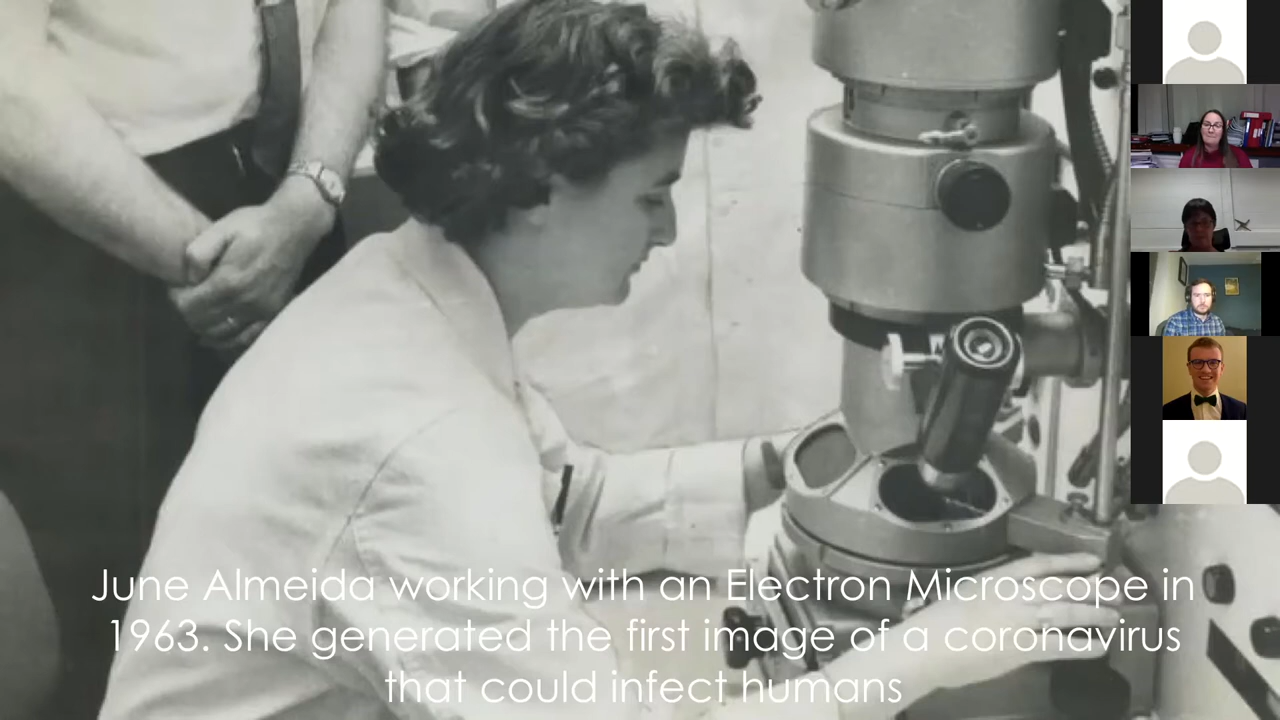 June Almeida working with an Electron Microscope in
1963. She generated the first image of a coronavirus
that could infect humans